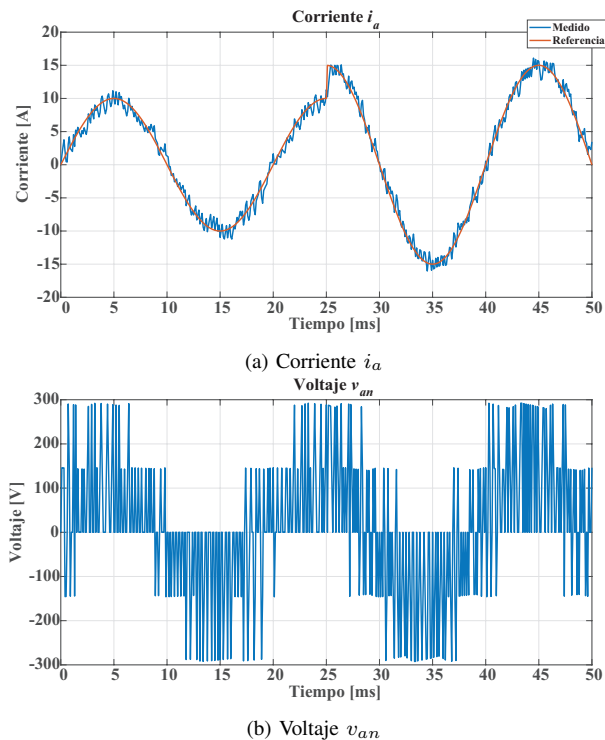 Corriente i_a
Medido
Referencia
Corriente [A]
20
15
10
5
0
-5
-10
-15
-20
0 5 10 15 20 25 30 35 40 45 50
Tiempo [ms]
(a) Corriente i_a
Voltaje v_an
Voltaje [V]
300
200
100
0
-100
-200
-300
0 5 10 15 20 25 30 35 40 45 50
Tiempo [ms]
(b) Voltaje v_an